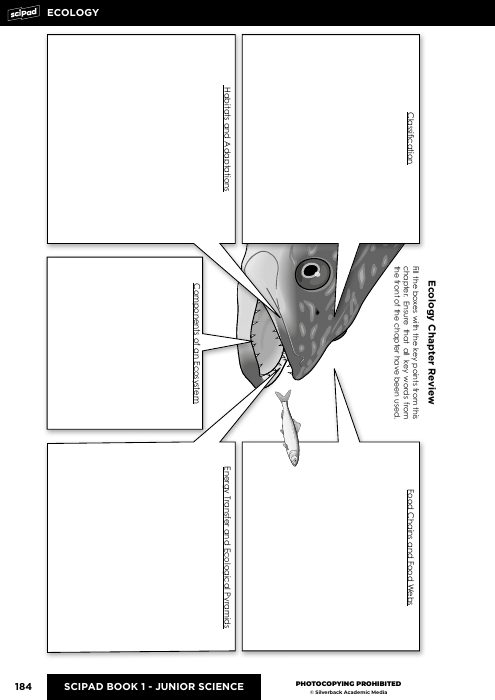 scipad ECOLOGY
Ecology Chapter Review
Fill the boxes with the key points from this
chapter. Ensure that all key words from
the front of the chapter have been used.
Classification
Habitats and Adaptations
Components of an Ecosystem
Food Chains and Food Webs
Energy Transfer and Ecological Pyramids
184
SCIPAD BOOK 1 - JUNIOR SCIENCE
PHOTOCOPYING PROHIBITED
© Silverback Academic Media